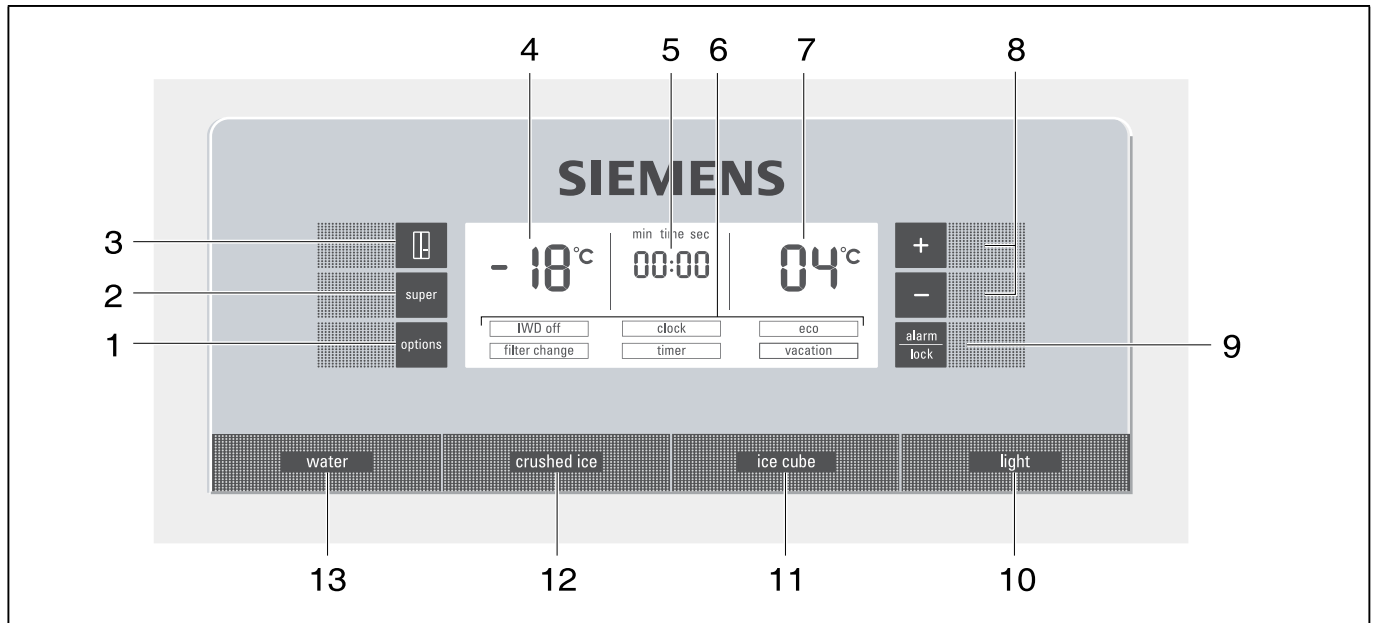 4 5 6 7 8
SIEMENS
min time sec
3 - 18°C 00:00 04°C +
2 super -
IWD off clock eco
1 options filter change timer vacation alarm 9
lock
water crushed ice ice cube light
13 12 11 10